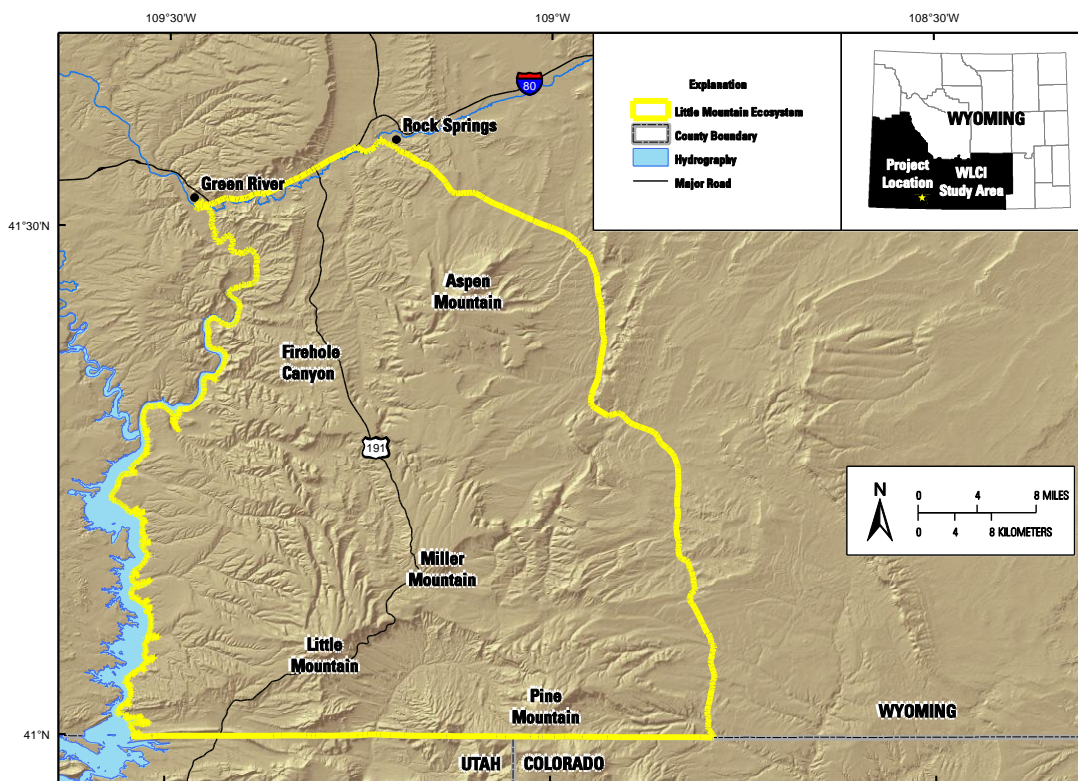 109°30'W
109°W
108°30'W
80
Explanation
Little Mountain Ecosystem
County Boundary
Hydrography
Major Road
WYOMING
Project
Location
WLCI
Study Area
Rock Springs
Green River
41°30'N
Aspen
Mountain
Firehole
Canyon
191
N
0 4 8 MILES
0 4 8 KILOMETERS
Miller
Mountain
Little
Mountain
Pine
Mountain
WYOMING
41°N
UTAH
COLORADO